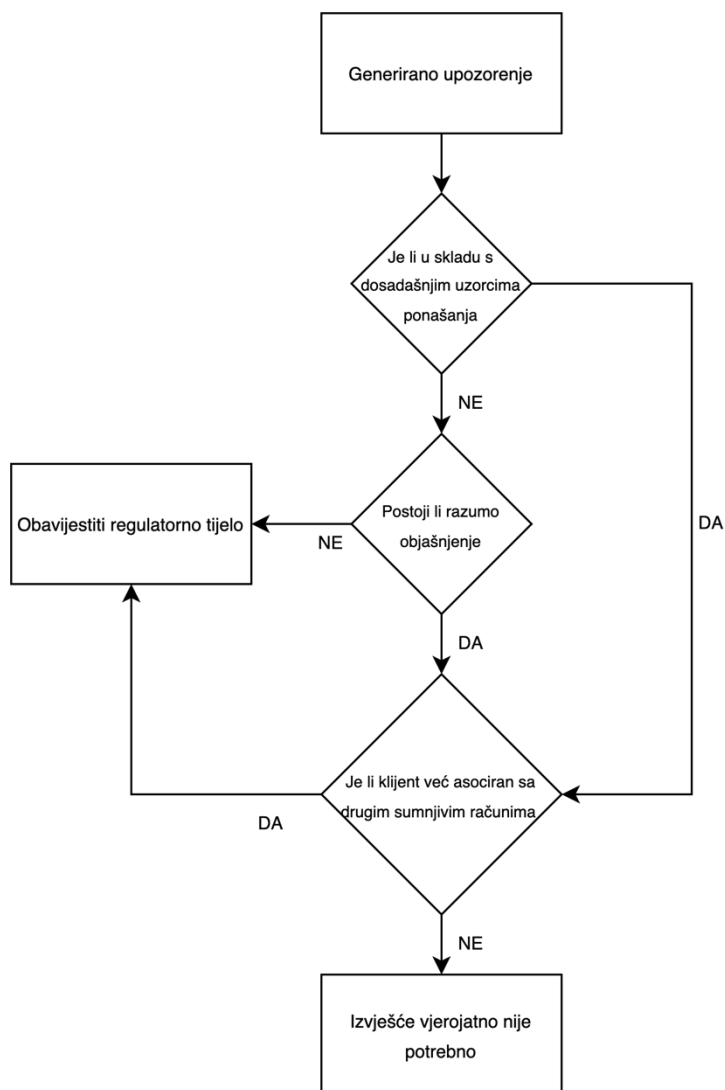 Generirano upozorenje
Je li u skladu s
dosadašnjim uzorcima
ponašanja
NE
DA
Postoji li razumo
objašnjenje
Obavijestiti regulatorno tijelo
NE
DA
Je li klijent već asociran sa
drugim sumnjivim računima
DA
NE
Izvješće vjerojatno nije
potrebno